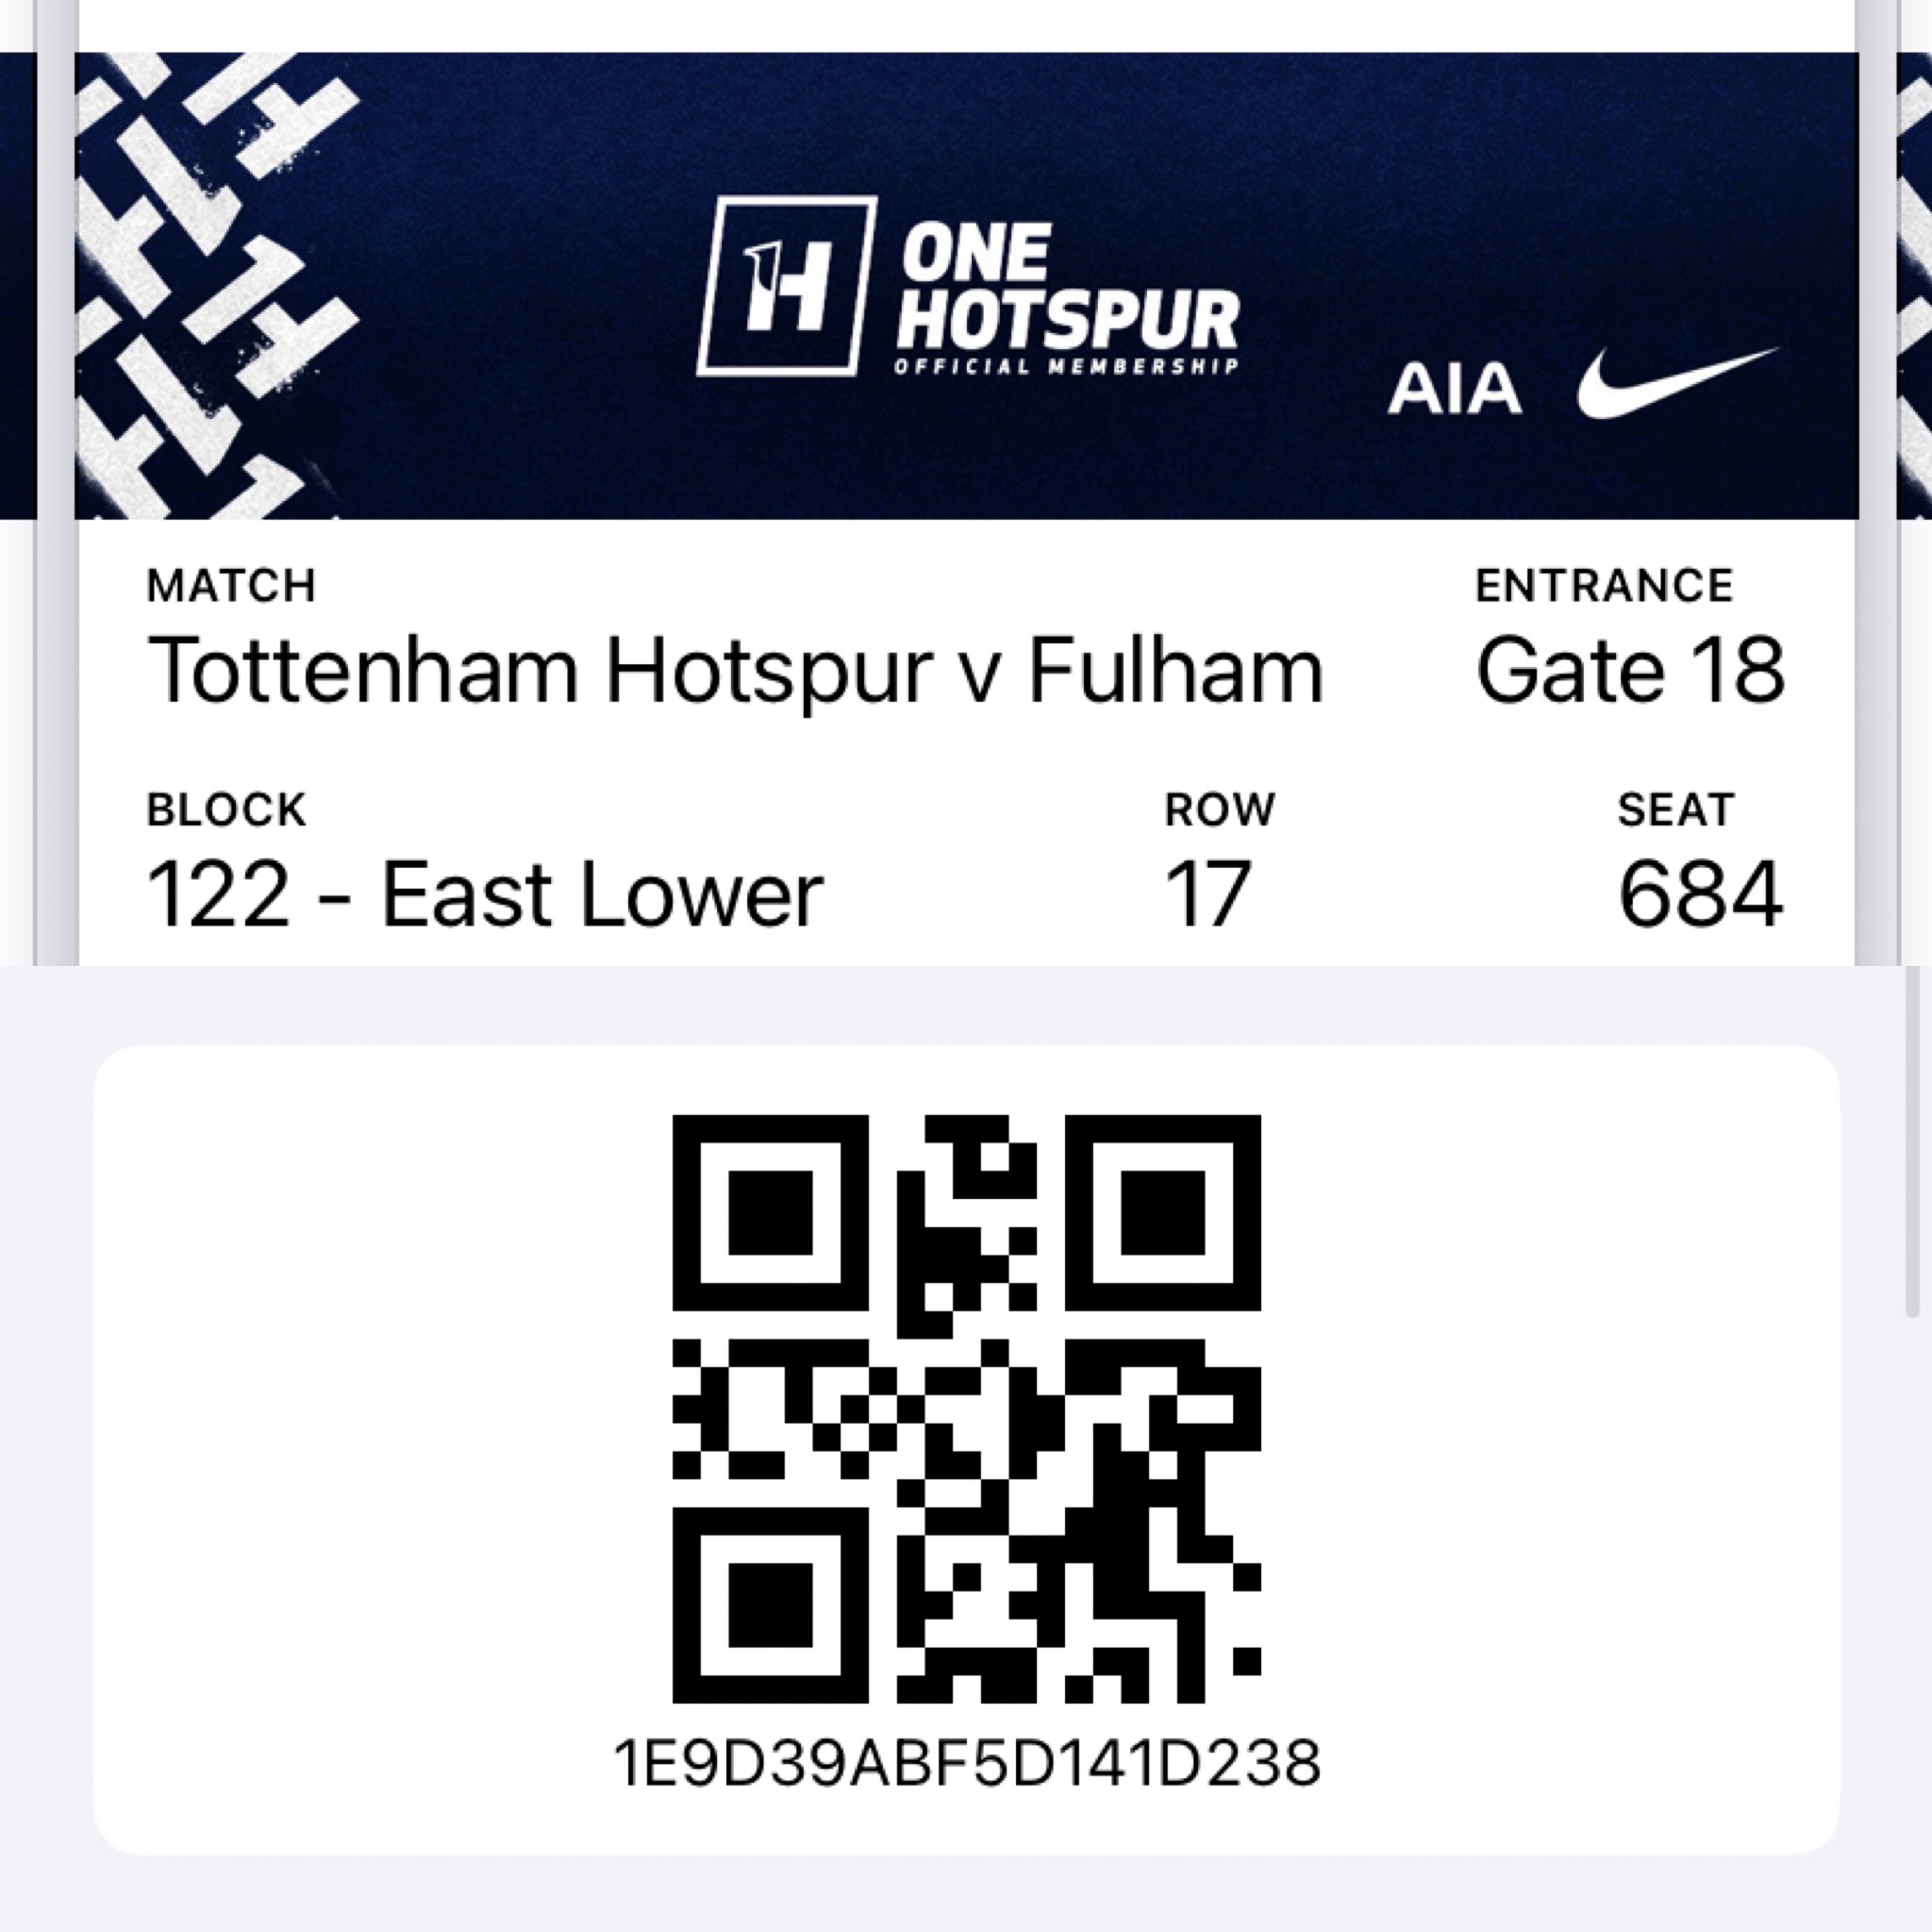 1H
ONE
HOTSPUR
OFFICIAL MEMBERSHIP
AIA
MATCH
ENTRANCE
Tottenham Hotspur v Fulham
Gate 18
BLOCK
ROW
SEAT
122 - East Lower
17
684
1E9D39ABF5D141D238